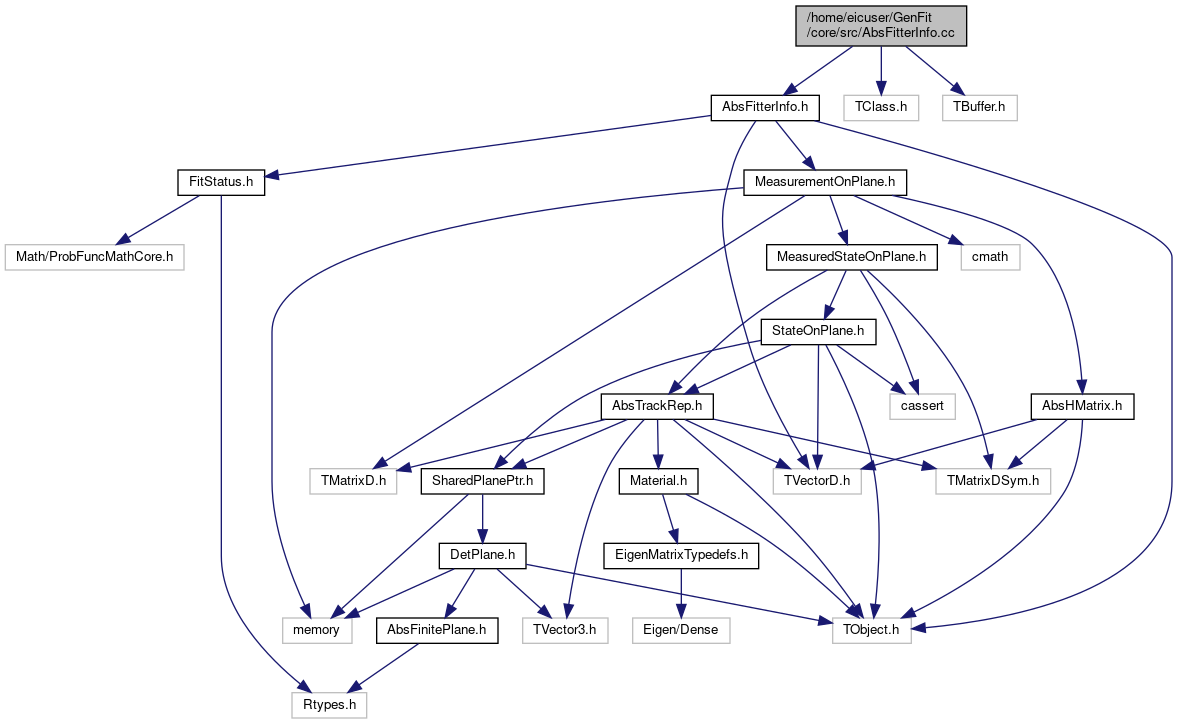 /home/eicuser/GenFit
/core/src/AbsFitterInfo.cc
AbsFitterInfo.h
TClass.h
TBuffer.h
FitStatus.h
MeasurementOnPlane.h
Math/ProbFuncMathCore.h
MeasuredStateOnPlane.h
cmath
StateOnPlane.h
AbsTrackRep.h
cassert
AbsHMatrix.h
TMatrixD.h
SharedPlanePtr.h
Material.h
TVectorD.h
TMatrixDSym.h
DetPlane.h
EigenMatrixTypedefs.h
memory
AbsFinitePlane.h
TVector3.h
Eigen/Dense
TObject.h
Rtypes.h